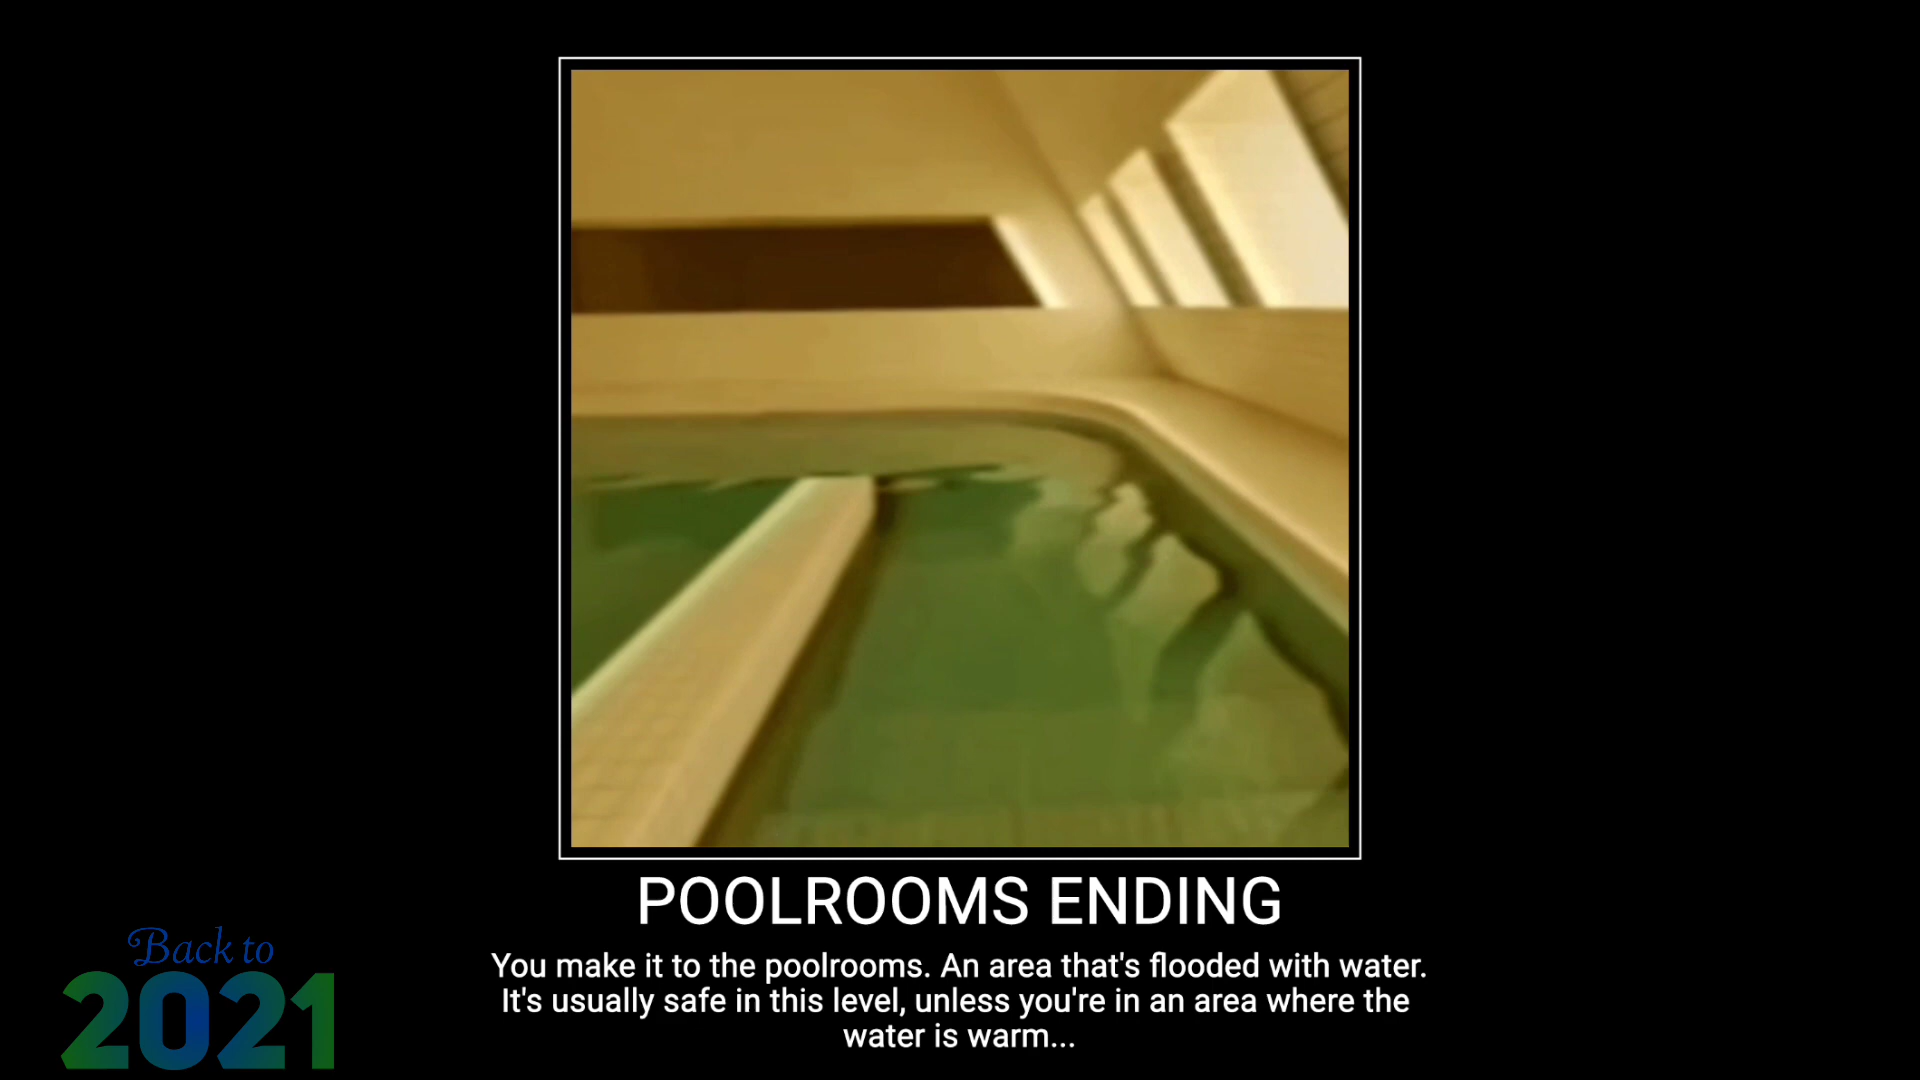 POOLROOMS ENDING
You make it to the poolrooms. An area that's flooded with water.
It's usually safe in this level, unless you're in an area where the
water is warm...
Back to
2021